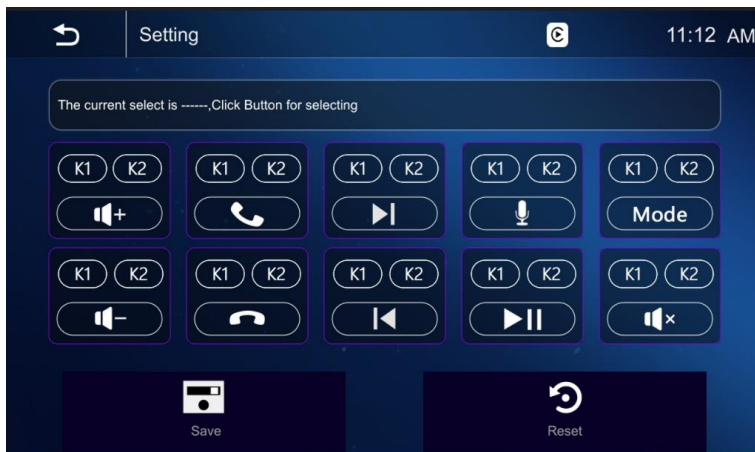 Setting 11:12 AM
The current select is ------,Click Button for selecting
K1 K2 K1 K2 K1 K2 K1 K2 K1 K2
+ Mode
K1 K2 K1 K2 K1 K2 K1 K2 K1 K2
Save Reset